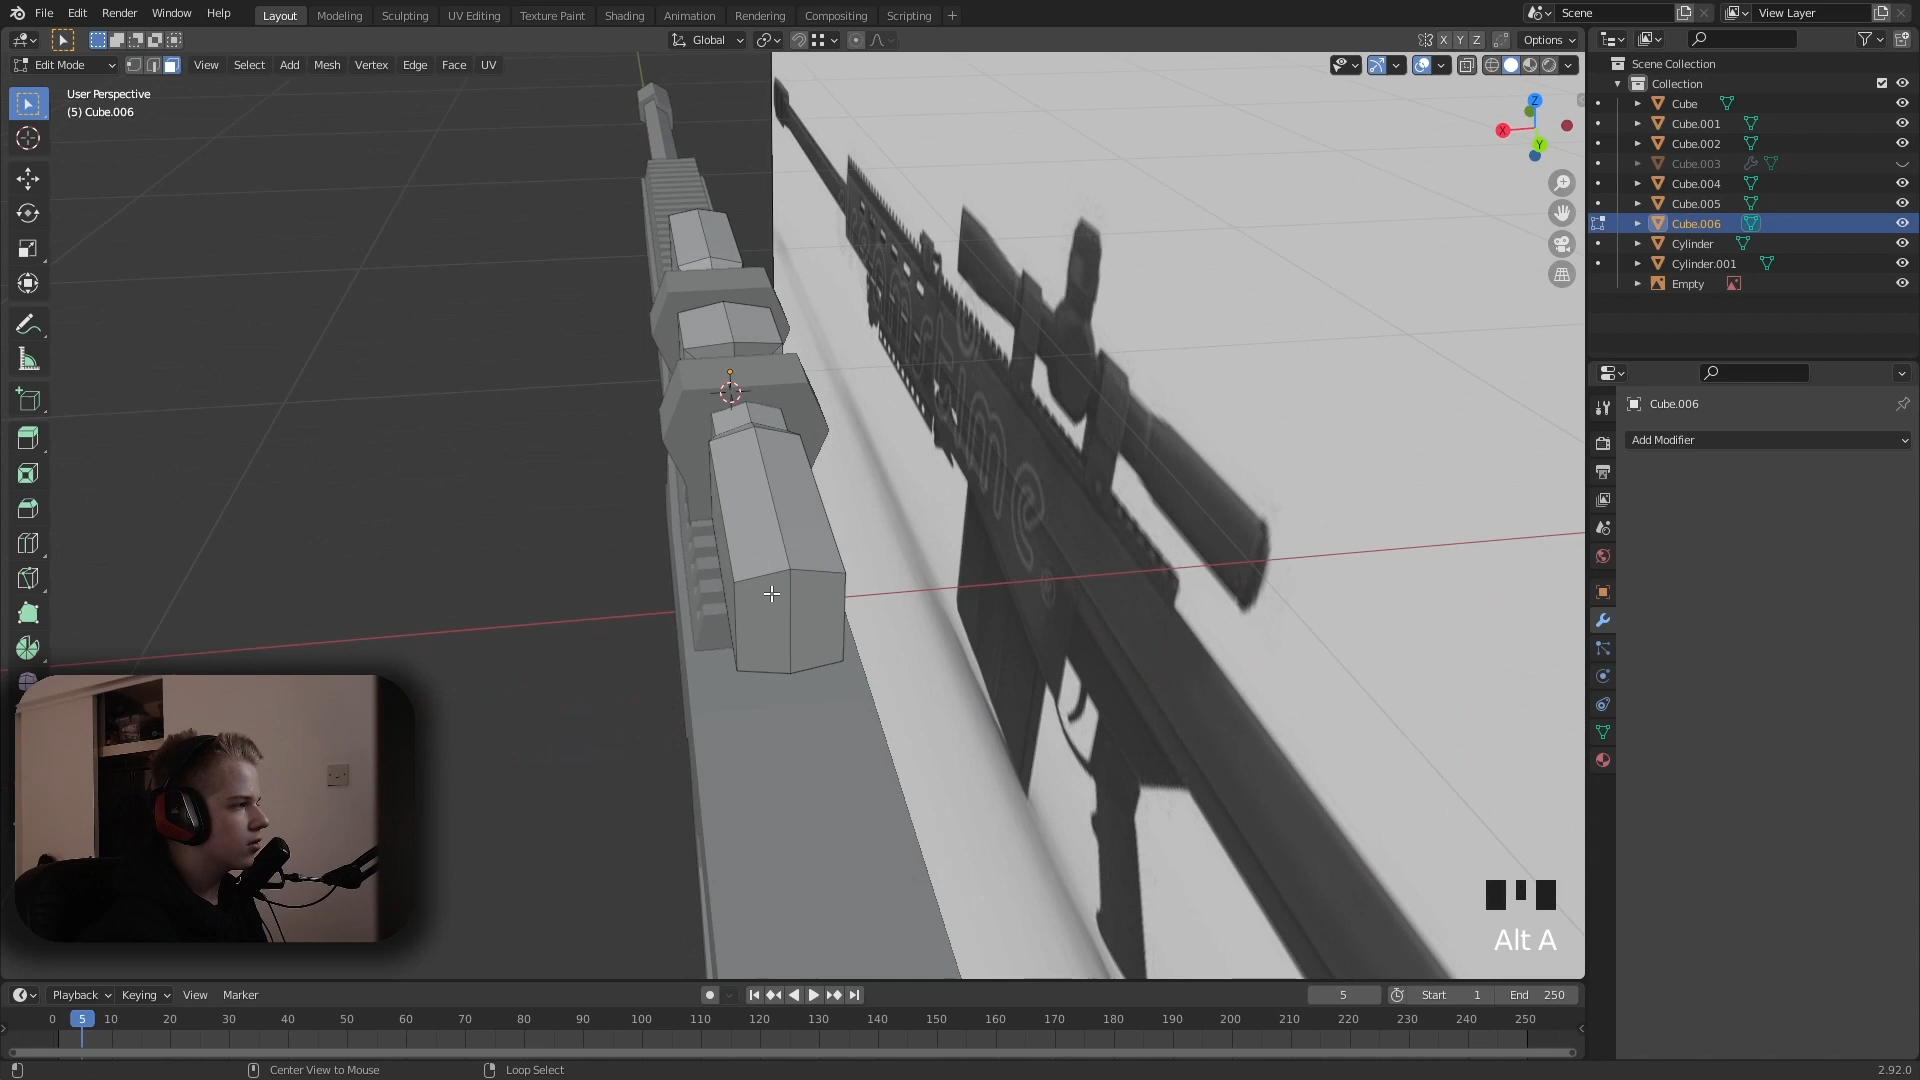 File Edit Render Window Help
Layout Modeling Sculpting UV Editing Texture Paint Shading Animation Rendering Compositing Scripting +
Scene
View Layer
Global
X Y Z
Options
Edit Mode
View Select Add Mesh Vertex Edge Face UV
User Perspective
(5) Cube.006
Z
X
Y
Scene Collection
Collection
Cube
Cube.001
Cube.002
Cube.003
Cube.004
Cube.005
Cube.006
Cylinder
Cylinder.001
Empty
Cube.006
Add Modifier
Alt A
Playback Keying View Marker
5 Start 1 End 250
0 5 10 20 30 40 50 60 70 80 90 100 110 120 130 140 150 160 170 180 190 200 210 220 230 240 250
Center View to Mouse
Loop Select
2.92.0